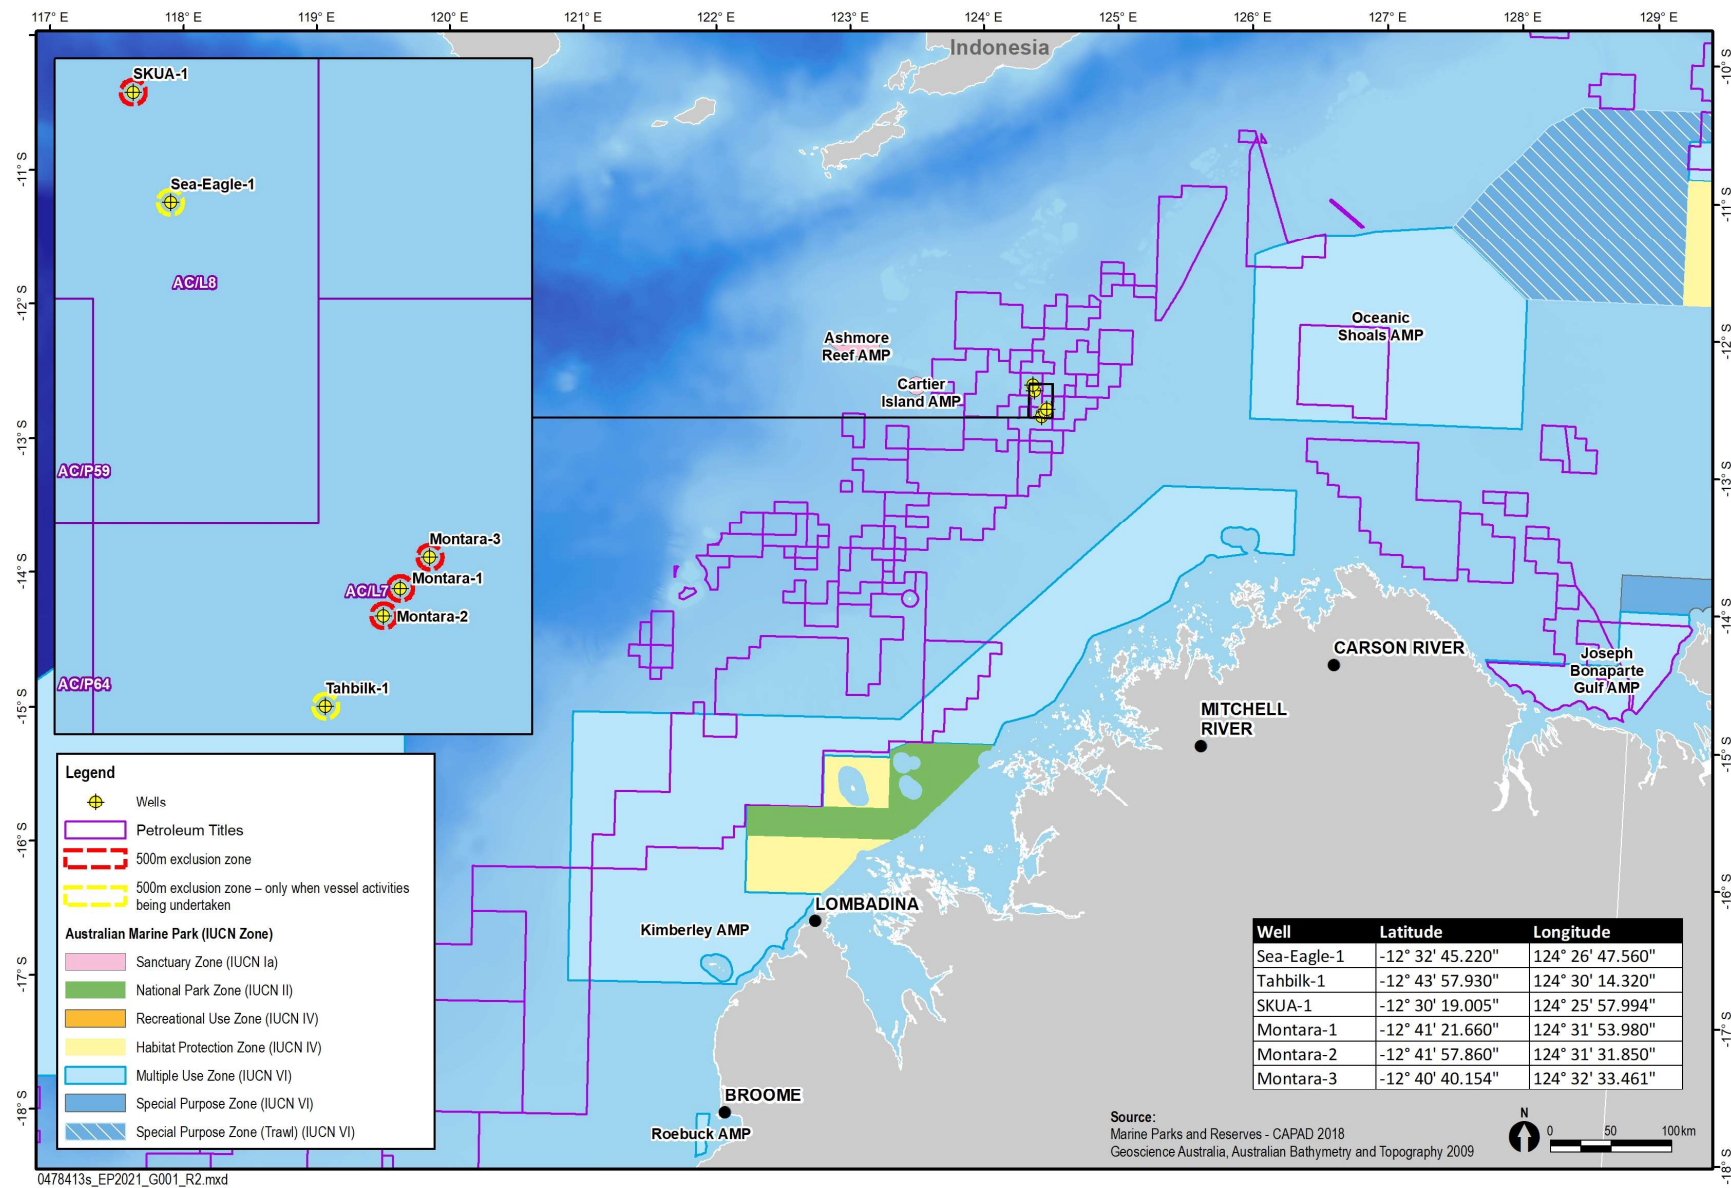 117° E 118° E 119° E 120° E 121° E 122° E 123° E 124° E 125° E 126° E 127° E 128° E 129° E
Indonesia
SKUA-1
Sea-Eagle-1
AC/L8
AC/P59
Montara-3
Montara-1
AC/L7
Montara-2
AC/P64
Tahbilk-1
-11° S
-12° S
-13° S
-14° S
-15° S
-16° S
-17° S
-18° S
-10° S
-11° S
-12° S
-13° S
-14° S
-15° S
-16° S
-17° S
-18° S
Ashmore
Reef AMP
Cartier
Island AMP
Oceanic
Shoals AMP
CARSON RIVER
Joseph
Bonaparte
Gulf AMP
MITCHELL
RIVER
LOMBADINA
Kimberley AMP
BROOME
Roebuck AMP
Legend
Wells
Petroleum Titles
500m exclusion zone
500m exclusion zone – only when vessel activities
being undertaken
Australian Marine Park (IUCN Zone)
Sanctuary Zone (IUCN Ia)
National Park Zone (IUCN II)
Recreational Use Zone (IUCN IV)
Habitat Protection Zone (IUCN IV)
Multiple Use Zone (IUCN VI)
Special Purpose Zone (IUCN VI)
Special Purpose Zone (Trawl) (IUCN VI)
Well Latitude Longitude
Sea-Eagle-1 -12° 32' 45.220" 124° 26' 47.560"
Tahbilk-1 -12° 43' 57.930" 124° 30' 14.320"
SKUA-1 -12° 30' 19.005" 124° 25' 57.994"
Montara-1 -12° 41' 21.660" 124° 31' 53.980"
Montara-2 -12° 41' 57.860" 124° 31' 31.850"
Montara-3 -12° 40' 40.154" 124° 32' 33.461"
Source:
Marine Parks and Reserves - CAPAD 2018
Geoscience Australia, Australian Bathymetry and Topography 2009
N
0 50 100km
0478413s_EP2021_G001_R2.mxd